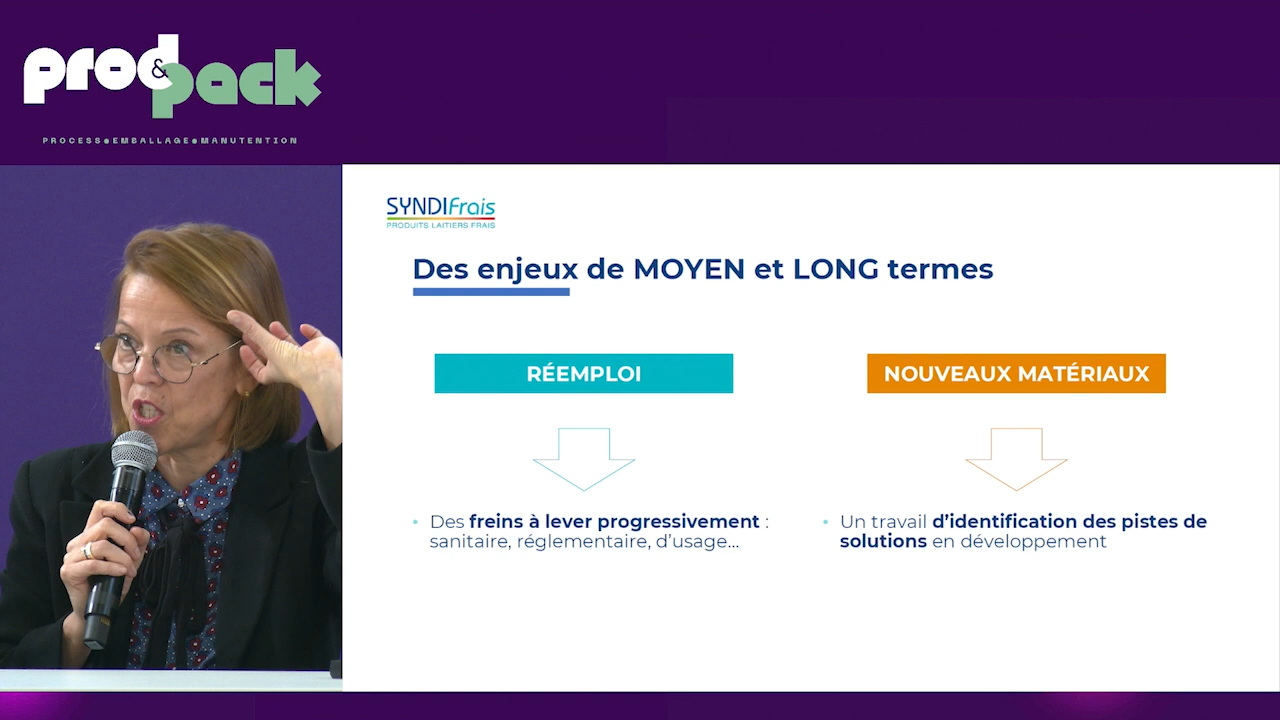 prod&pack
PROCESS●EMBALLAGE●MANUTENTION
SYNDIFrais
PRODUITS LAITIERS FRAIS
Des enjeux de MOYEN et LONG termes
RÉEMPLOI
• Des freins à lever progressivement :
sanitaire, réglementaire, d’usage...
NOUVEAUX MATÉRIAUX
• Un travail d’identification des pistes de
solutions en développement